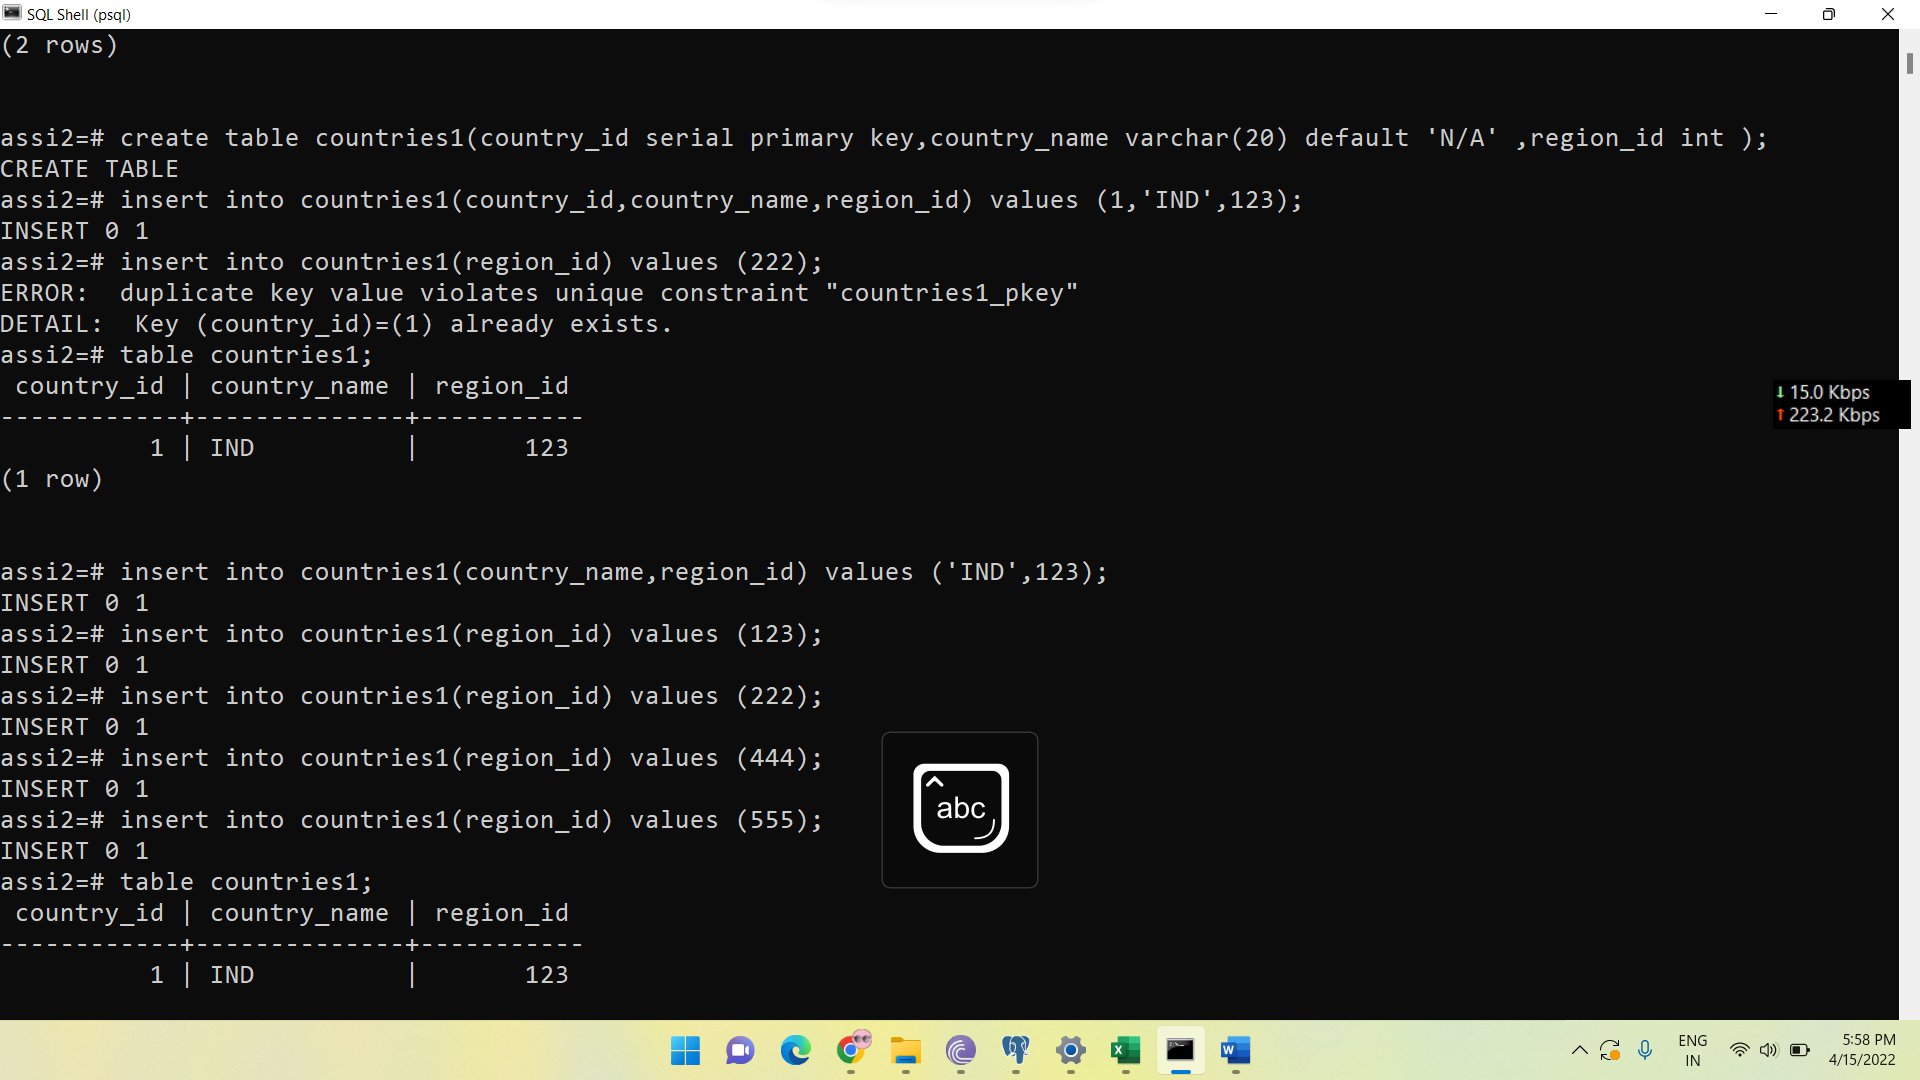 SQL Shell (psql)
(2 rows)
assi2=# create table countries1(country_id serial primary key,country_name varchar(20) default 'N/A' ,region_id int );
CREATE TABLE
assi2=# insert into countries1(country_id,country_name,region_id) values (1,'IND',123);
INSERT 0 1
assi2=# insert into countries1(region_id) values (222);
ERROR:  duplicate key value violates unique constraint "countries1_pkey"
DETAIL:  Key (country_id)=(1) already exists.
assi2=# table countries1;
 country_id | country_name | region_id
------------+--------------+-----------
          1 | IND          |       123
(1 row)
↓ 15.0 Kbps
↑ 223.2 Kbps
assi2=# insert into countries1(country_name,region_id) values ('IND',123);
INSERT 0 1
assi2=# insert into countries1(region_id) values (123);
INSERT 0 1
assi2=# insert into countries1(region_id) values (222);
INSERT 0 1
assi2=# insert into countries1(region_id) values (444);
INSERT 0 1
assi2=# insert into countries1(region_id) values (555);
INSERT 0 1
abc
assi2=# table countries1;
 country_id | country_name | region_id
------------+--------------+-----------
          1 | IND          |       123
ENG
IN
5:58 PM
4/15/2022